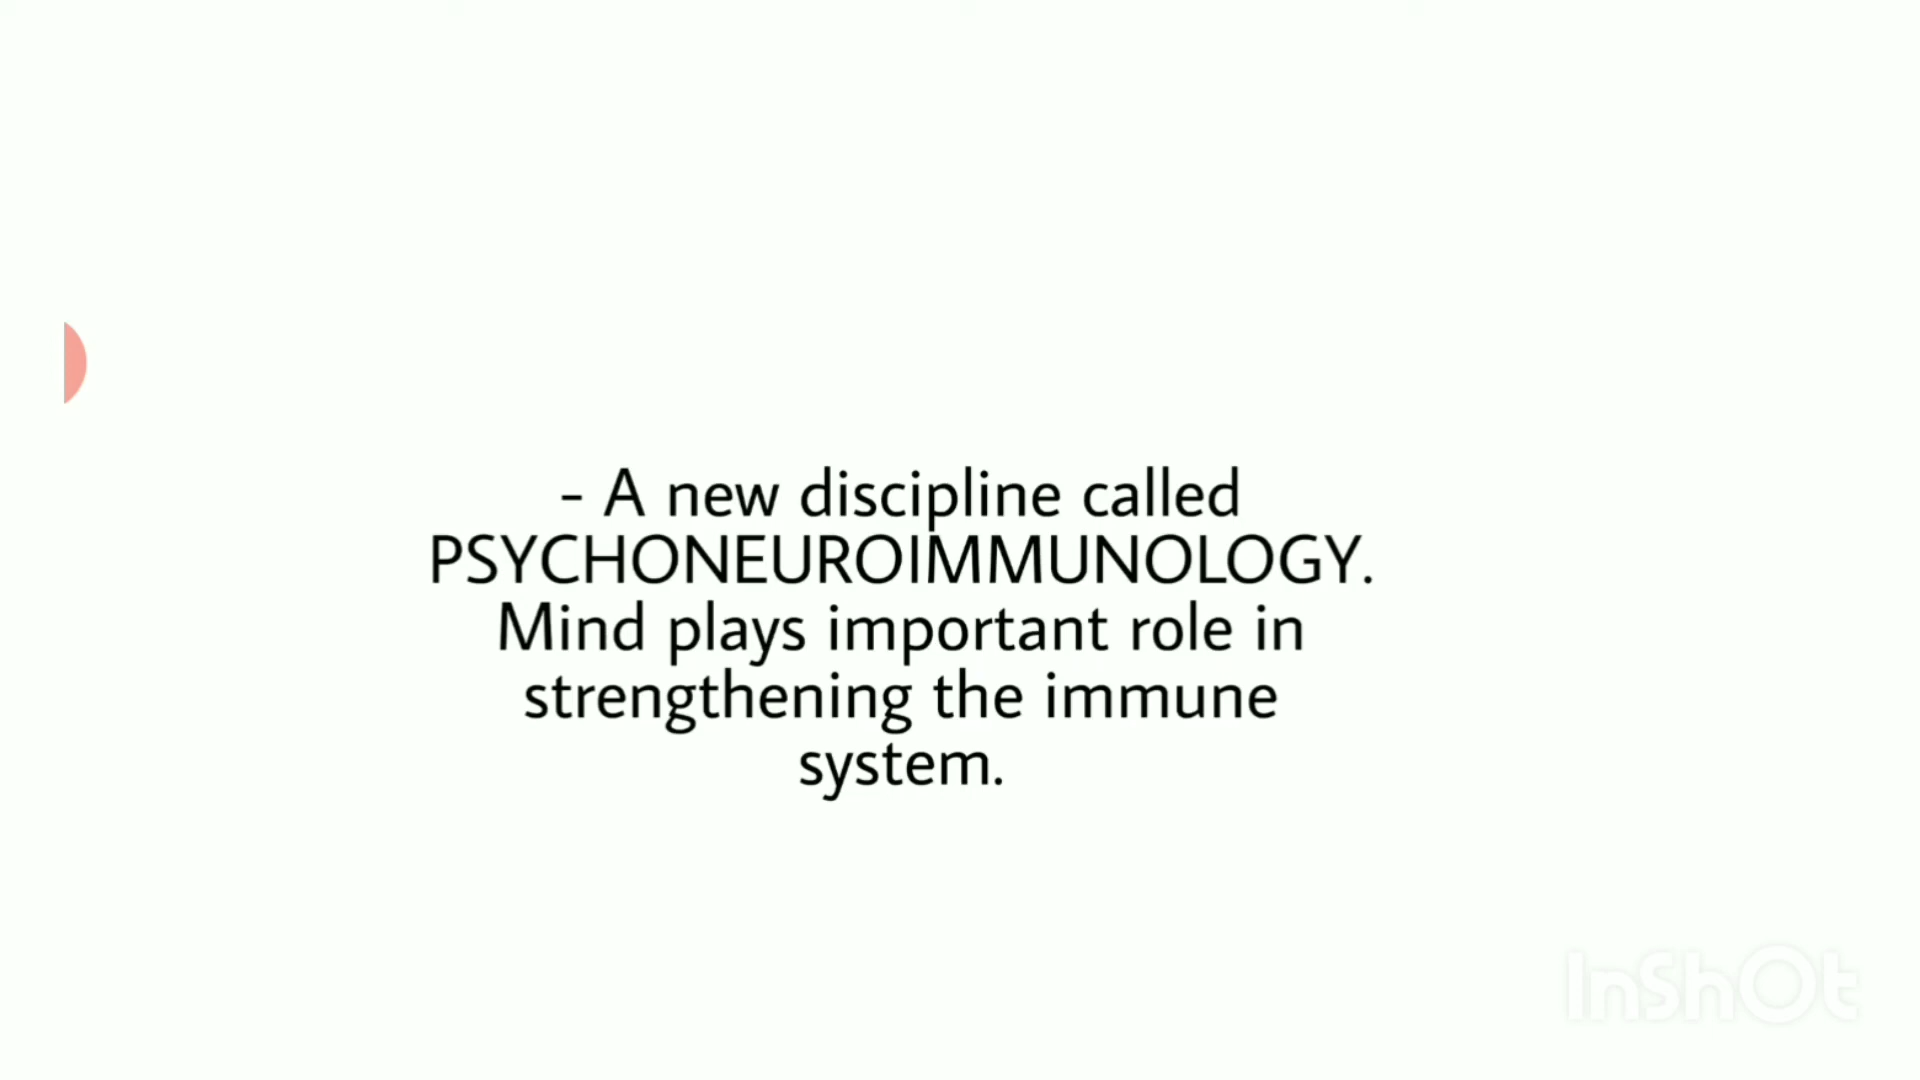 - A new discipline called
PSYCHONEUROIMMUNOLOGY.
Mind plays important role in
strengthening the immune
system.
InShOt